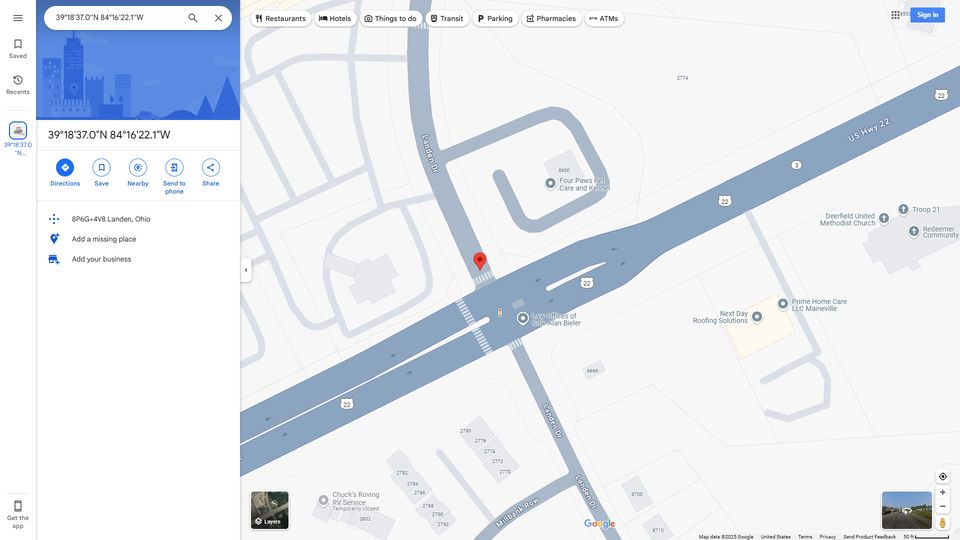 39°18'37.0"N 84°16'22.0"W
Restaurants
Hotels
Things to do
Transit
Parking
Pharmacies
ATMs
Sign in
Saved
Recents
39°18'37.0
"N...
39°18'37.0"N 84°16'22.1"W
Directions
Save
Nearby
Send to
phone
Share
8P6G+4V8 Landen, Ohio
Add a missing place
Add your business
Get the
app
2774
22
US Hwy 22
3
22
Landen Dr
8600
Four Paws Pet
Care and Kennel
Deerfield United
Methodist Church
Troop 21
Redeemer
Community
22
Law Offices of
Alan Bieler
Prime Home Care
LLC Maineville
Next Day
Roofing Solutions
8666
22
Landen Dr
2780
2776
2774
2772
2770
2782
2784
2786
2788
2790
2792
2802
Chuck's Roving
RV Service
Temporarily closed
Millbank Row
Landen Dr
8700
8710
Layers
Google
Map data ©2025 Google
United States
Terms
Privacy
Send Product Feedback
50 ft